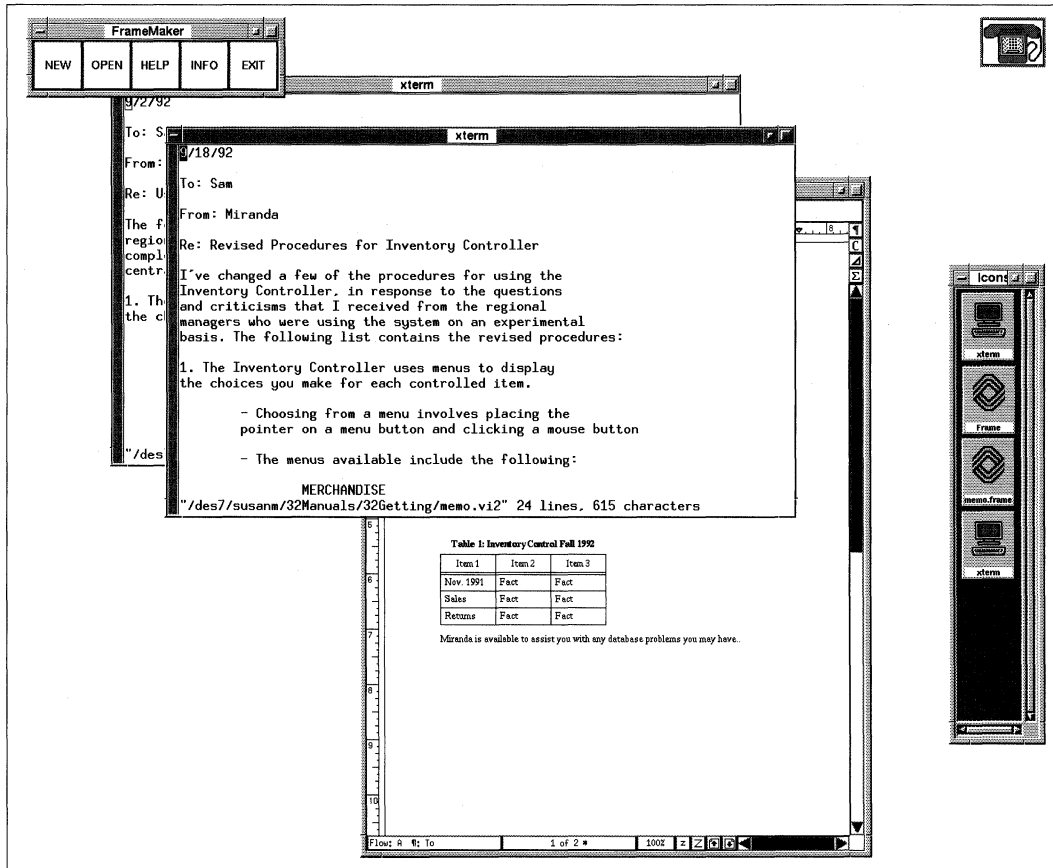 FrameMaker
NEW OPEN HELP INFO EXIT
xterm
9/2/92
To: S
From:
Re: U
The f
regio
compl
centr
1. Th
the c
"/des
xterm
9/18/92
To: Sam
From: Miranda
Re: Revised Procedures for Inventory Controller
I´ve changed a few of the procedures for using the
Inventory Controller, in response to the questions
and criticisms that I received from the regional
managers who were using the system on an experimental
basis. The following list contains the revised procedures:
1. The Inventory Controller uses menus to display
the choices you make for each controlled item.
- Choosing from a menu involves placing the
pointer on a menu button and clicking a mouse button
- The menus available include the following:
MERCHANDISE
"/des7/susanm/32Manuals/32Getting/memo.vi2" 24 lines, 615 characters
8
¶
C
Σ
5
6
7
8
9
10
Table 1: Inventory Control Fall 1992
Item 1 Item 2 Item 3
Nov. 1991 Fact Fact
Sales Fact Fact
Returns Fact Fact
Miranda is available to assist you with any database problems you may have..
Flow: A ¶: To 1 of 2 * 100% z Z
Icons
xterm
Frame
memo.frame
xterm